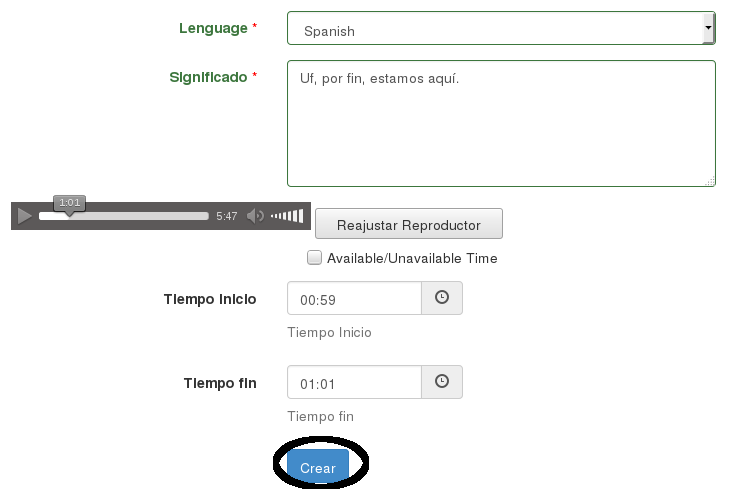 Lenguage *
Spanish
Significado *
Uf, por fin, estamos aquí.
1:01
5:47
Reajustar Reproductor
Available/Unavailable Time
Tiempo Inicio
00:59
Tiempo Inicio
Tiempo fin
01:01
Tiempo fin
Crear